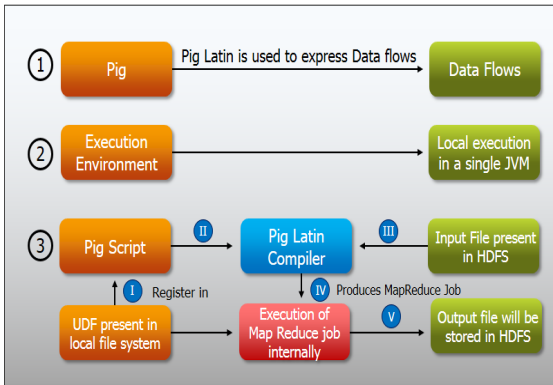 1
Pig
Pig Latin is used to express Data flows
Data Flows
2
Execution
Environment
Local execution
in a single JVM
3
Pig Script
II
Pig Latin
Compiler
III
Input File present
in HDFS
I
Register in
IV
Produces MapReduce Job
UDF present in
local file system
Execution of
Map Reduce job
internally
V
Output file will be
stored in HDFS